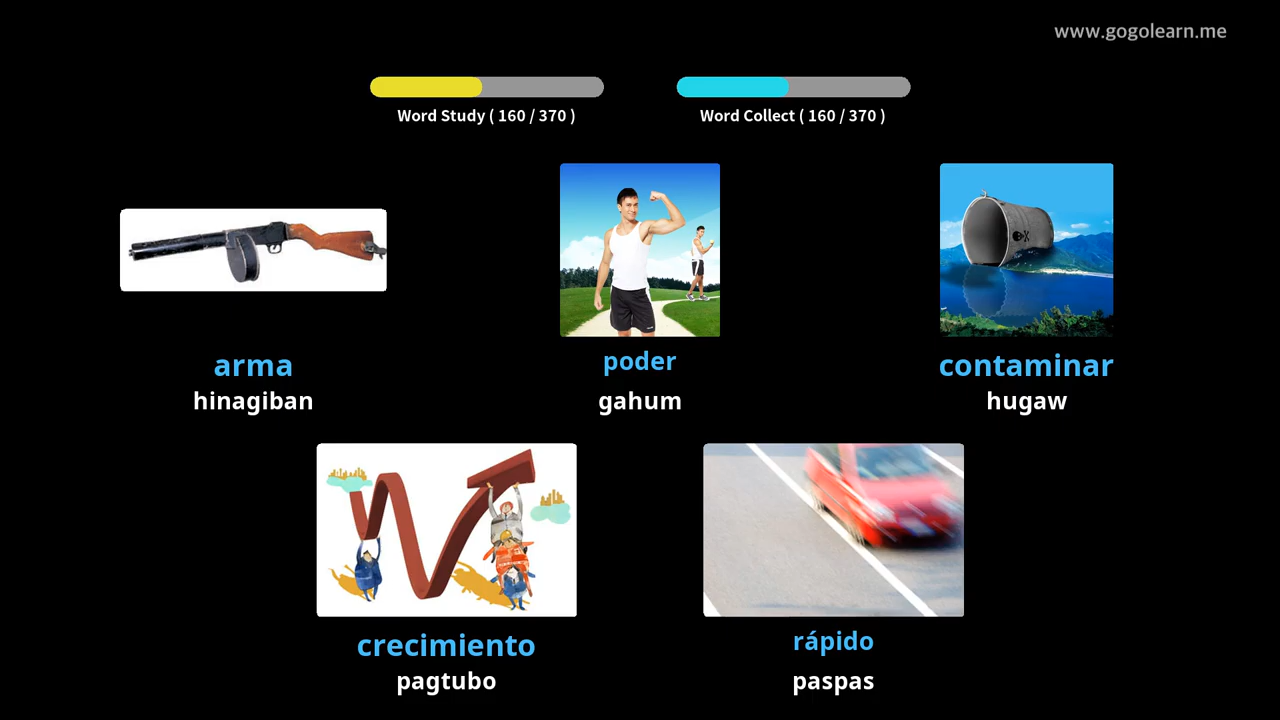 www.gogolearn.me
Word Study ( 160 / 370 )
Word Collect ( 160 / 370 )
arma
hinagiban
poder
gahum
contaminar
hugaw
crecimiento
pagtubo
rápido
paspas